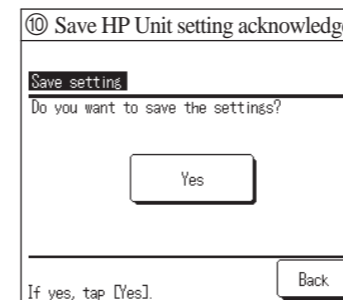 ⑩ Save HP Unit setting acknowledge
Save setting
Do you want to save the settings?
Yes
Back
If yes, tap [Yes].